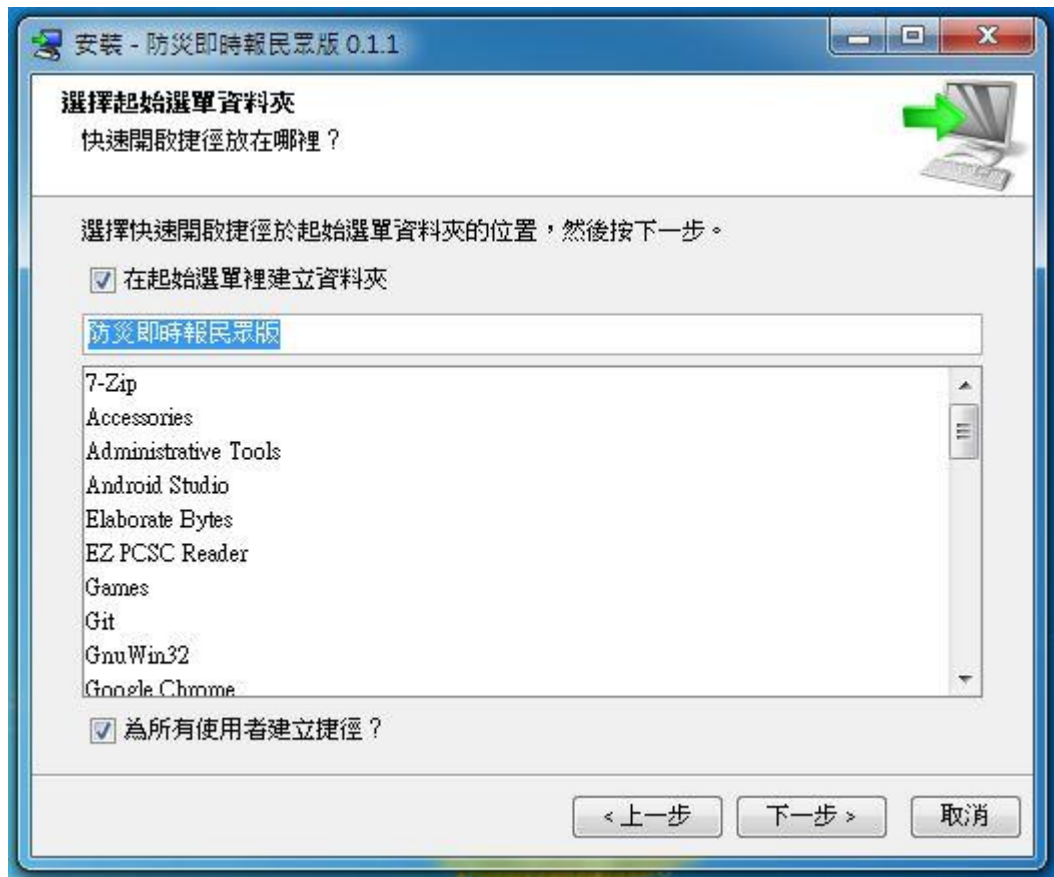 安裝 - 防災即時報民眾版 0.1.1
選擇起始選單資料夾
快速開啟捷徑放在哪裡？
選擇快速開啟捷徑於起始選單資料夾的位置，然後按下一步。
在起始選單裡建立資料夾
防災即時報民眾版
7-Zip
Accessories
Administrative Tools
Android Studio
Elaborate Bytes
EZ PCSC Reader
Games
Git
GnuWin32
Google Chrome
為所有使用者建立捷徑？
< 上一步
下一步 >
取消